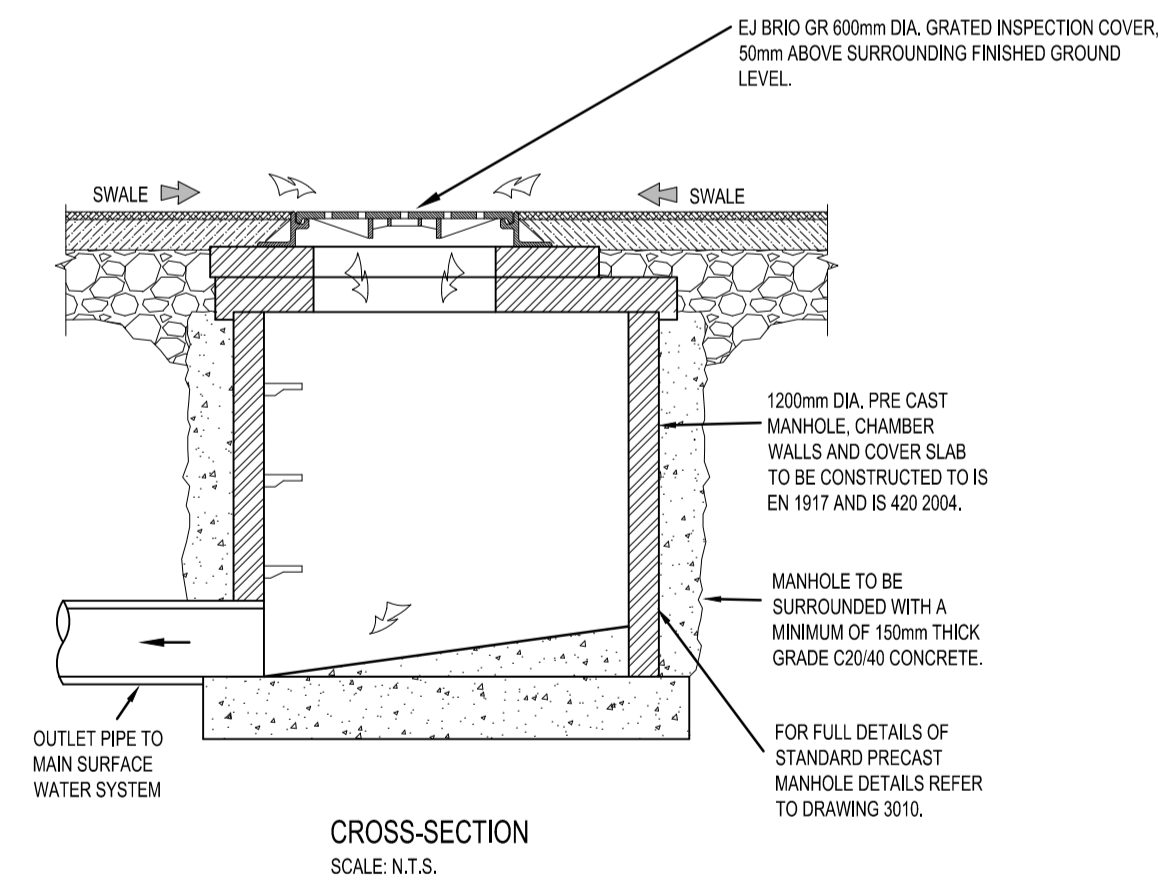 EJ BRIO GR 600mm DIA. GRATED INSPECTION COVER,
50mm ABOVE SURROUNDING FINISHED GROUND
LEVEL.
SWALE
SWALE
1200mm DIA. PRE CAST
MANHOLE, CHAMBER
WALLS AND COVER SLAB
TO BE CONSTRUCTED TO IS
EN 1917 AND IS 420 2004.
MANHOLE TO BE
SURROUNDED WITH A
MINIMUM OF 150mm THICK
GRADE C20/40 CONCRETE.
FOR FULL DETAILS OF
STANDARD PRECAST
MANHOLE DETAILS REFER
TO DRAWING 3010.
OUTLET PIPE TO
MAIN SURFACE
WATER SYSTEM
CROSS-SECTION
SCALE: N.T.S.